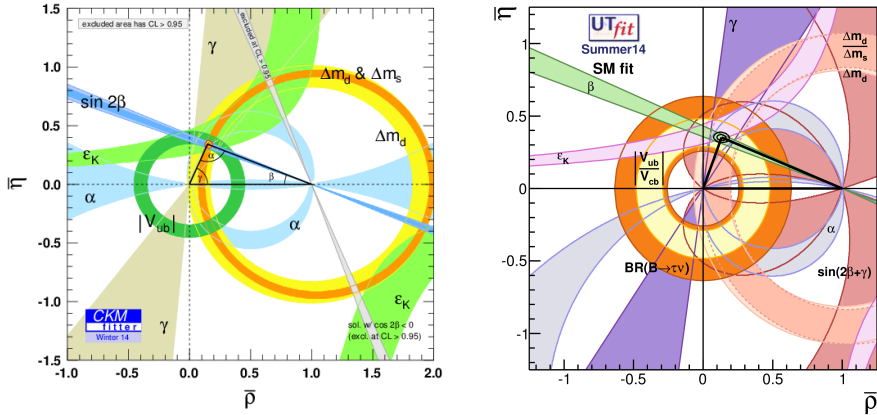 excluded area has CL > 0.95
excluded at CL > 0.95
γ
Δm_d & Δm_s
sin 2β
Δm_d
ε_K
α
γ
β
α
α
|V_ub|
ε_K
γ
CKM
fitter
Winter 14
sol. w/ cos 2β < 0
(excl. at CL > 0.95)
1.5
1.0
0.5
0.0
-0.5
-1.0
-1.5
-1.0
-0.5
0.0
0.5
1.0
1.5
2.0
η̄
ρ̄
η̄
UTfit
Summer14
SM fit
γ
Δm_d
Δm_s
Δm_d
β
ε_K
V_ub
V_cb
α
BR(B→τν)
sin(2β+γ)
1
0.5
0
-0.5
-1
-1
-0.5
0
0.5
1
ρ̄